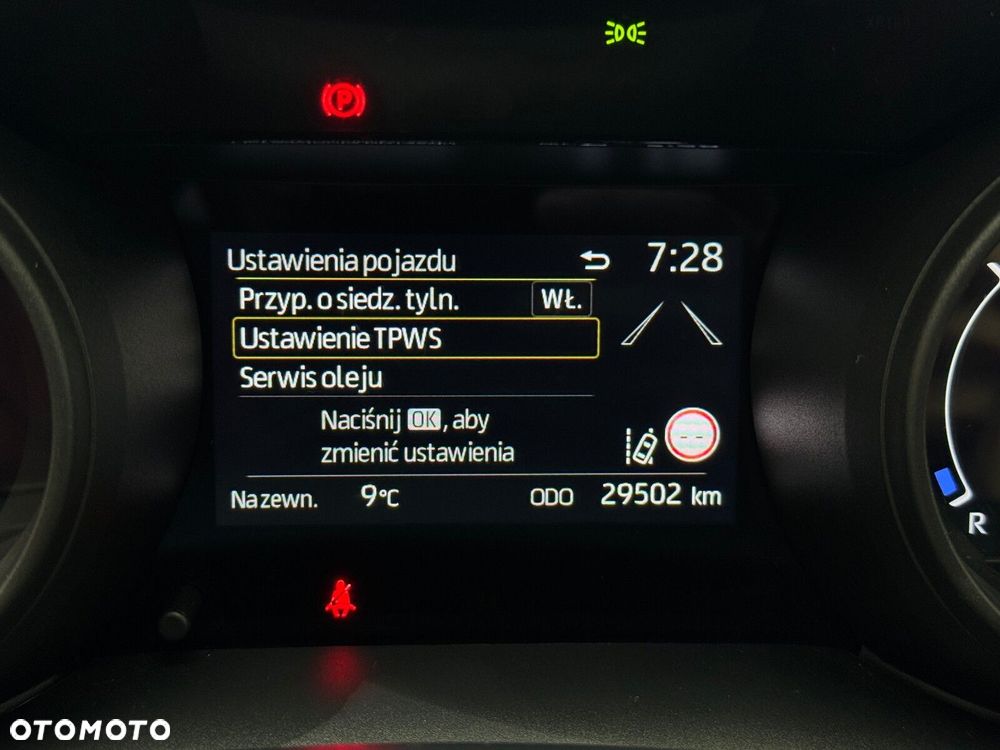 P
Ustawienia pojazdu
7:28
Przyp. o siedz. tyln. WŁ.
Ustawienie TPWS
Serwis oleju
Naciśnij OK, aby
zmienić ustawienia
--
Na zewn. 9°C ODO 29502 km
R
OTOMOTO